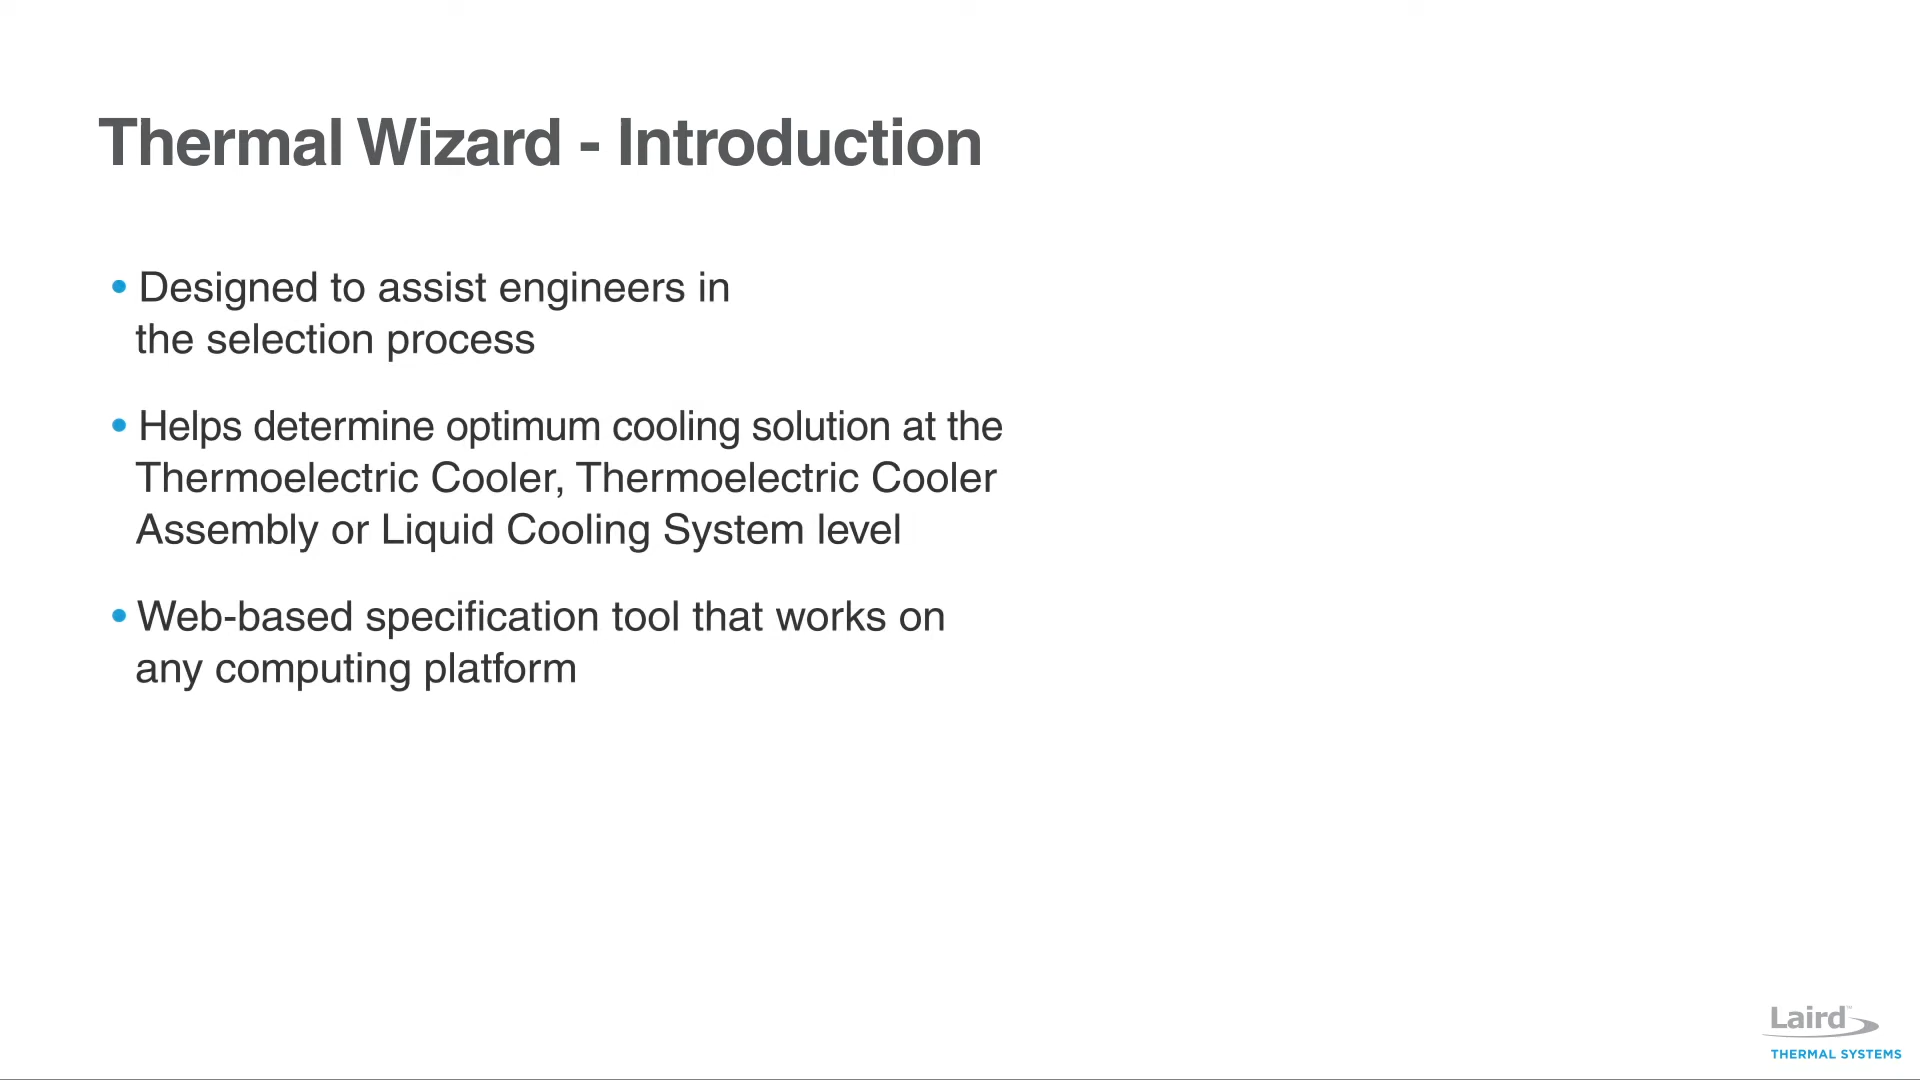 Thermal Wizard - Introduction
• Designed to assist engineers in
the selection process
• Helps determine optimum cooling solution at the
Thermoelectric Cooler, Thermoelectric Cooler
Assembly or Liquid Cooling System level
• Web-based specification tool that works on
any computing platform
Laird™
THERMAL SYSTEMS